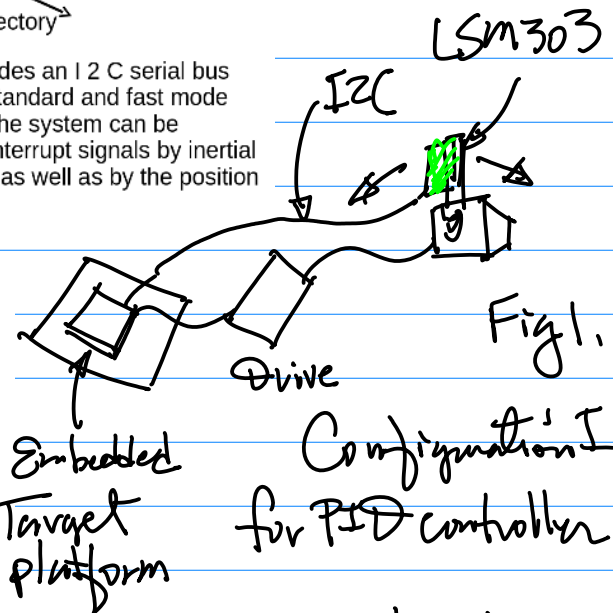 ectory
des an I 2 C serial bus
tandard and fast mode
he system can be
nterrupt signals by inertial
as well as by the position
LSM303
I2C
Fig1.
Drive
Configuration I
for PID controller
Embedded
Target
platform